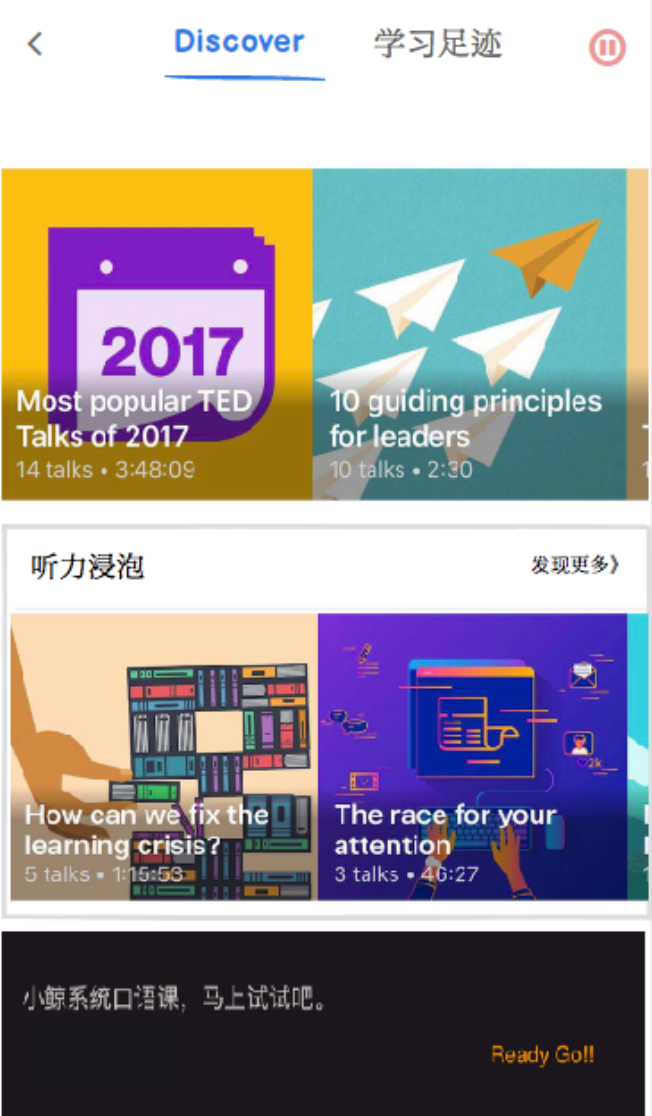 Discover
学习足迹
2017
Most popular TED
Talks of 2017
14 talks • 3:48:09
10 guiding principles
for leaders
10 talks • 2:30
听力浸泡
发现更多》
How can we fix the
learning crisis?
5 talks • 1:15:53
The race for your
attention
3 talks • 46:27
2k
小鲸系统口语课，马上试试吧。
Ready Go!!